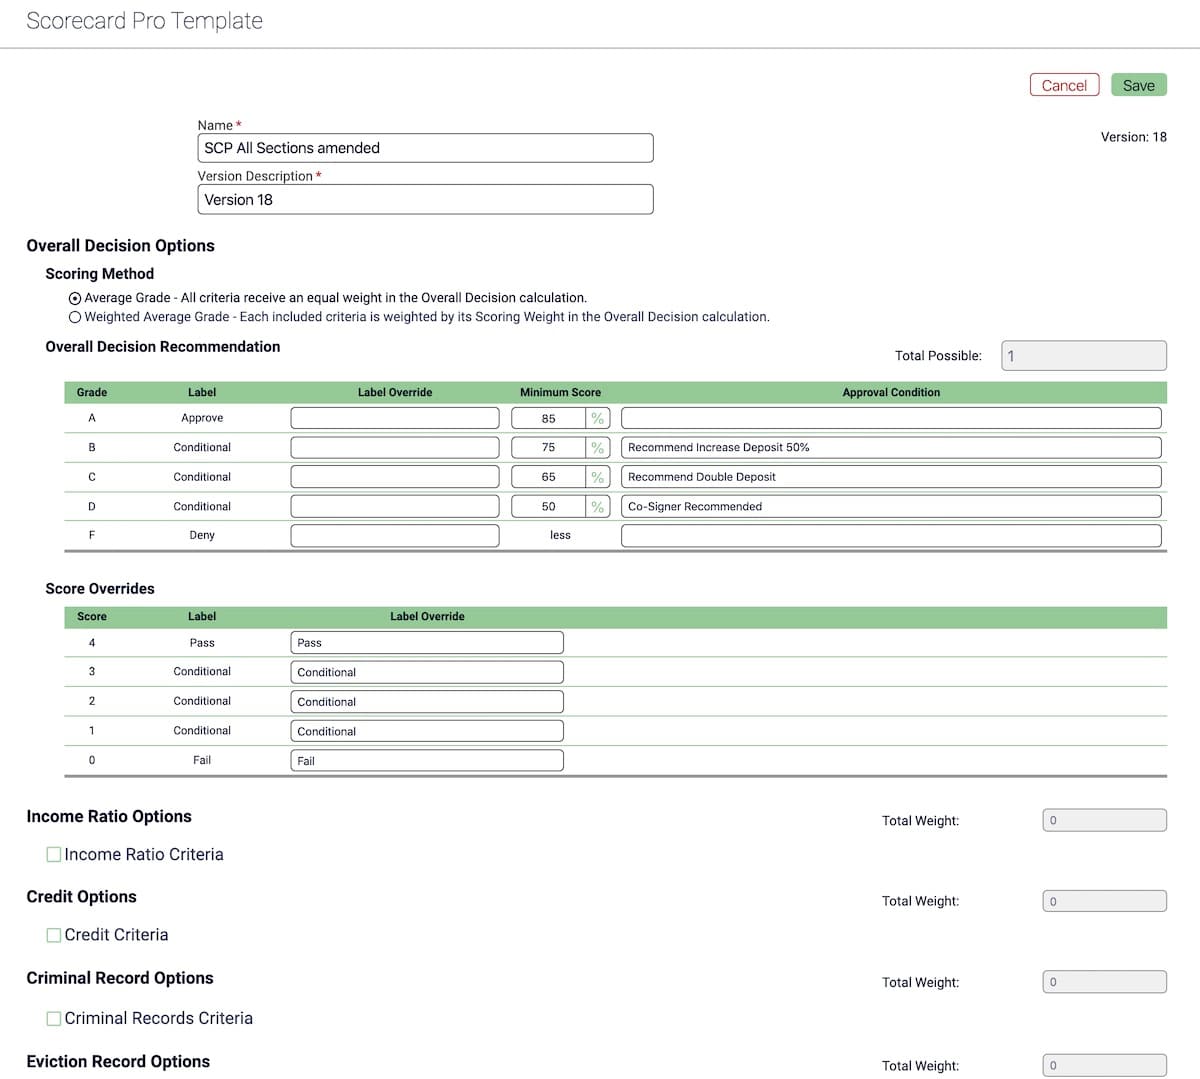 Scorecard Pro Template
Cancel Save
Name *
Version: 18
SCP All Sections amended
Version Description *
Version 18
Overall Decision Options
Scoring Method
Average Grade - All criteria receive an equal weight in the Overall Decision calculation.
Weighted Average Grade - Each included criteria is weighted by its Scoring Weight in the Overall Decision calculation.
Overall Decision Recommendation
Total Possible: 1
Grade Label Label Override Minimum Score Approval Condition
A Approve 85 %
B Conditional 75 % Recommend Increase Deposit 50%
C Conditional 65 % Recommend Double Deposit
D Conditional 50 % Co-Signer Recommended
F Deny less
Score Overrides
Score Label Label Override
4 Pass Pass
3 Conditional Conditional
2 Conditional Conditional
1 Conditional Conditional
0 Fail Fail
Income Ratio Options Total Weight: 0
Income Ratio Criteria
Credit Options Total Weight: 0
Credit Criteria
Criminal Record Options Total Weight: 0
Criminal Records Criteria
Eviction Record Options Total Weight: 0